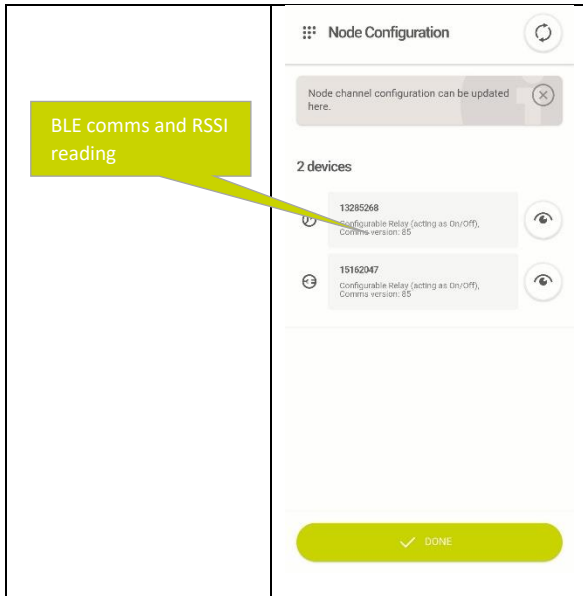 Node Configuration
Node channel configuration can be updated
here.
BLE comms and RSSI
reading
2 devices
13285268
Configurable Relay (acting as On/Off),
Comms version: 85
15162047
Configurable Relay (acting as On/Off),
Comms version: 85
DONE